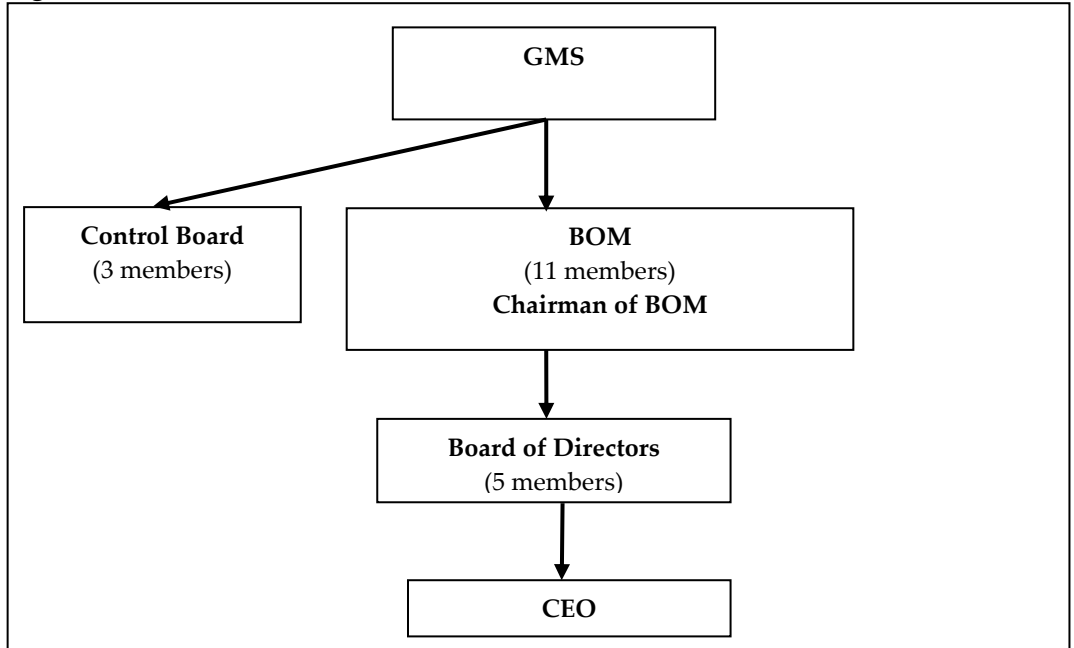 GMS
Control Board
(3 members)
BOM
(11 members)
Chairman of BOM
Board of Directors
(5 members)
CEO